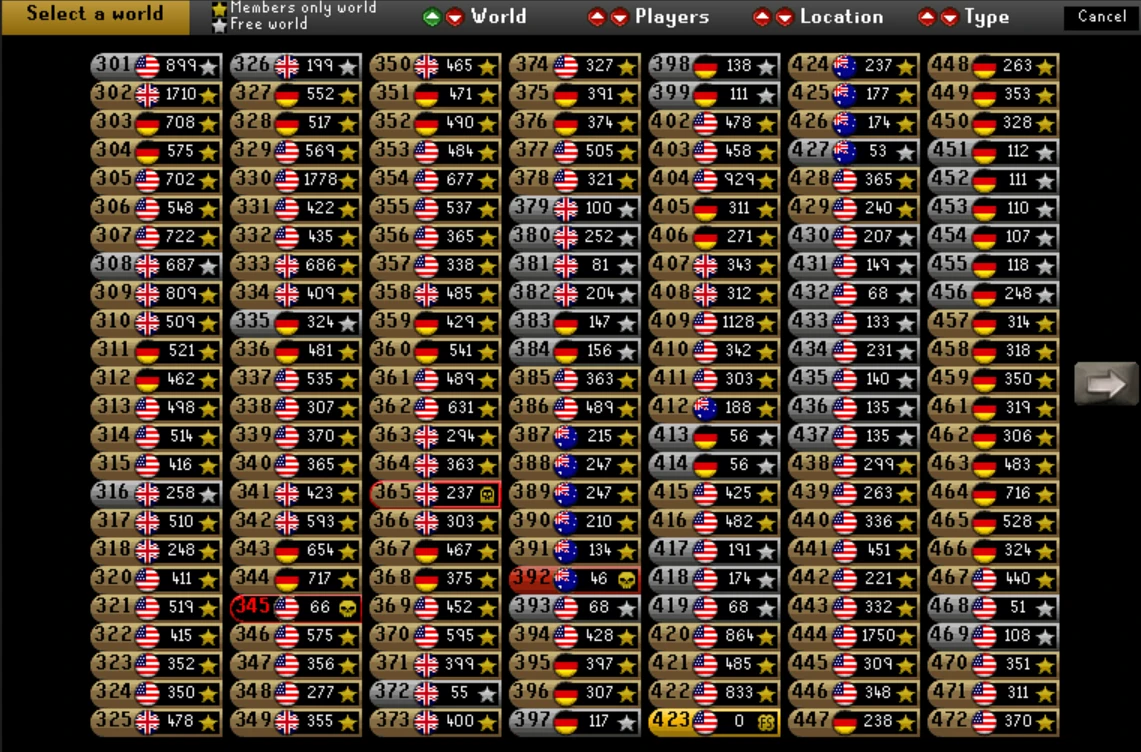 Select a world Members only world World Players Location Type Cancel
Free world
301 899 326 199 350 465 374 327 398 138 424 237 448 263
302 1710 327 552 351 471 375 391 399 111 425 177 449 353
303 708 328 517 352 490 376 374 402 478 426 174 450 328
304 575 329 569 353 484 377 505 403 458 427 53 451 112
305 702 330 1778 354 677 378 321 404 929 428 365 452 111
306 548 331 422 355 537 379 100 405 311 429 240 453 110
307 722 332 435 356 365 380 252 406 271 430 207 454 107
308 687 333 686 357 338 381 81 407 343 431 149 455 118
309 809 334 409 358 485 382 204 408 312 432 68 456 248
310 509 335 324 359 429 383 147 409 1128 433 133 457 314
311 521 336 481 360 541 384 156 410 342 434 231 458 318
312 462 337 535 361 489 385 363 411 303 435 140 459 350
313 498 338 307 362 631 386 489 412 188 436 135 461 319
314 514 339 370 363 294 387 215 413 56 437 135 462 306
315 416 340 365 364 363 388 247 414 56 438 299 463 483
316 258 341 423 365 237 389 247 415 425 439 263 464 716
317 510 342 593 366 303 390 210 416 482 440 336 465 528
318 248 343 654 367 467 391 134 417 191 441 451 466 324
320 411 344 717 368 375 392 46 418 174 442 221 467 440
321 519 345 66 369 452 393 68 419 68 443 332 468 51
322 415 346 575 370 595 394 428 420 864 444 1750 469 108
323 352 347 356 371 399 395 397 421 485 445 309 470 351
324 350 348 277 372 55 396 307 422 833 446 348 471 311
325 478 349 355 373 400 397 117 423 0 FS 447 238 472 370